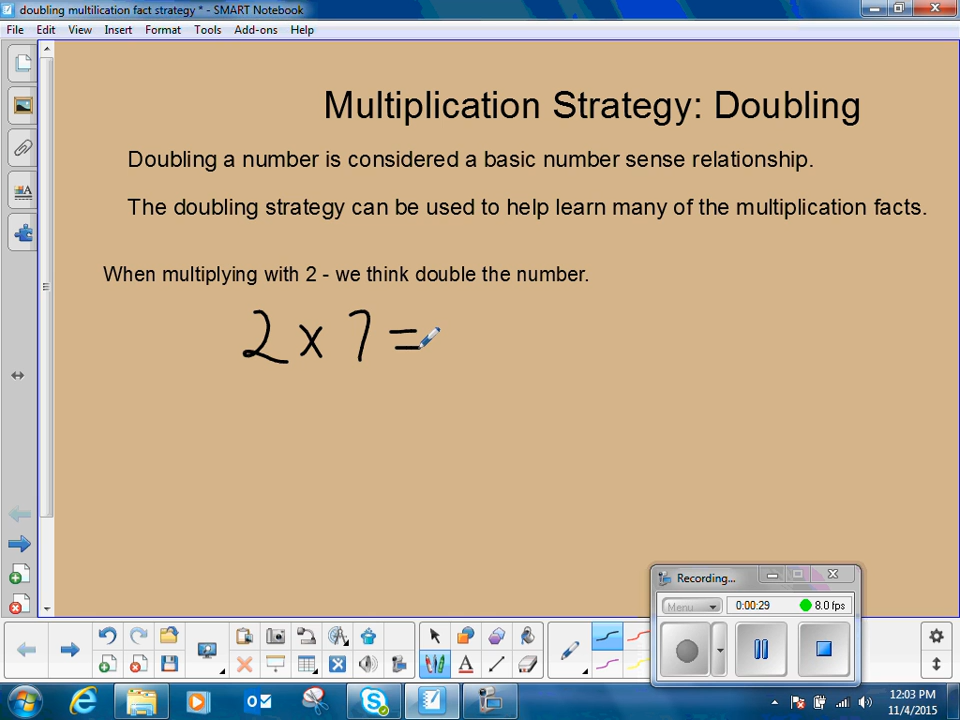 doubling multilication fact strategy * - SMART Notebook
File Edit View Insert Format Tools Add-ons Help
Multiplication Strategy: Doubling
Doubling a number is considered a basic number sense relationship.
The doubling strategy can be used to help learn many of the multiplication facts.
When multiplying with 2 - we think double the number.
2 x 7 =
Recording...
Menu 0:00:29 8.0 fps
12:03 PM
11/4/2015